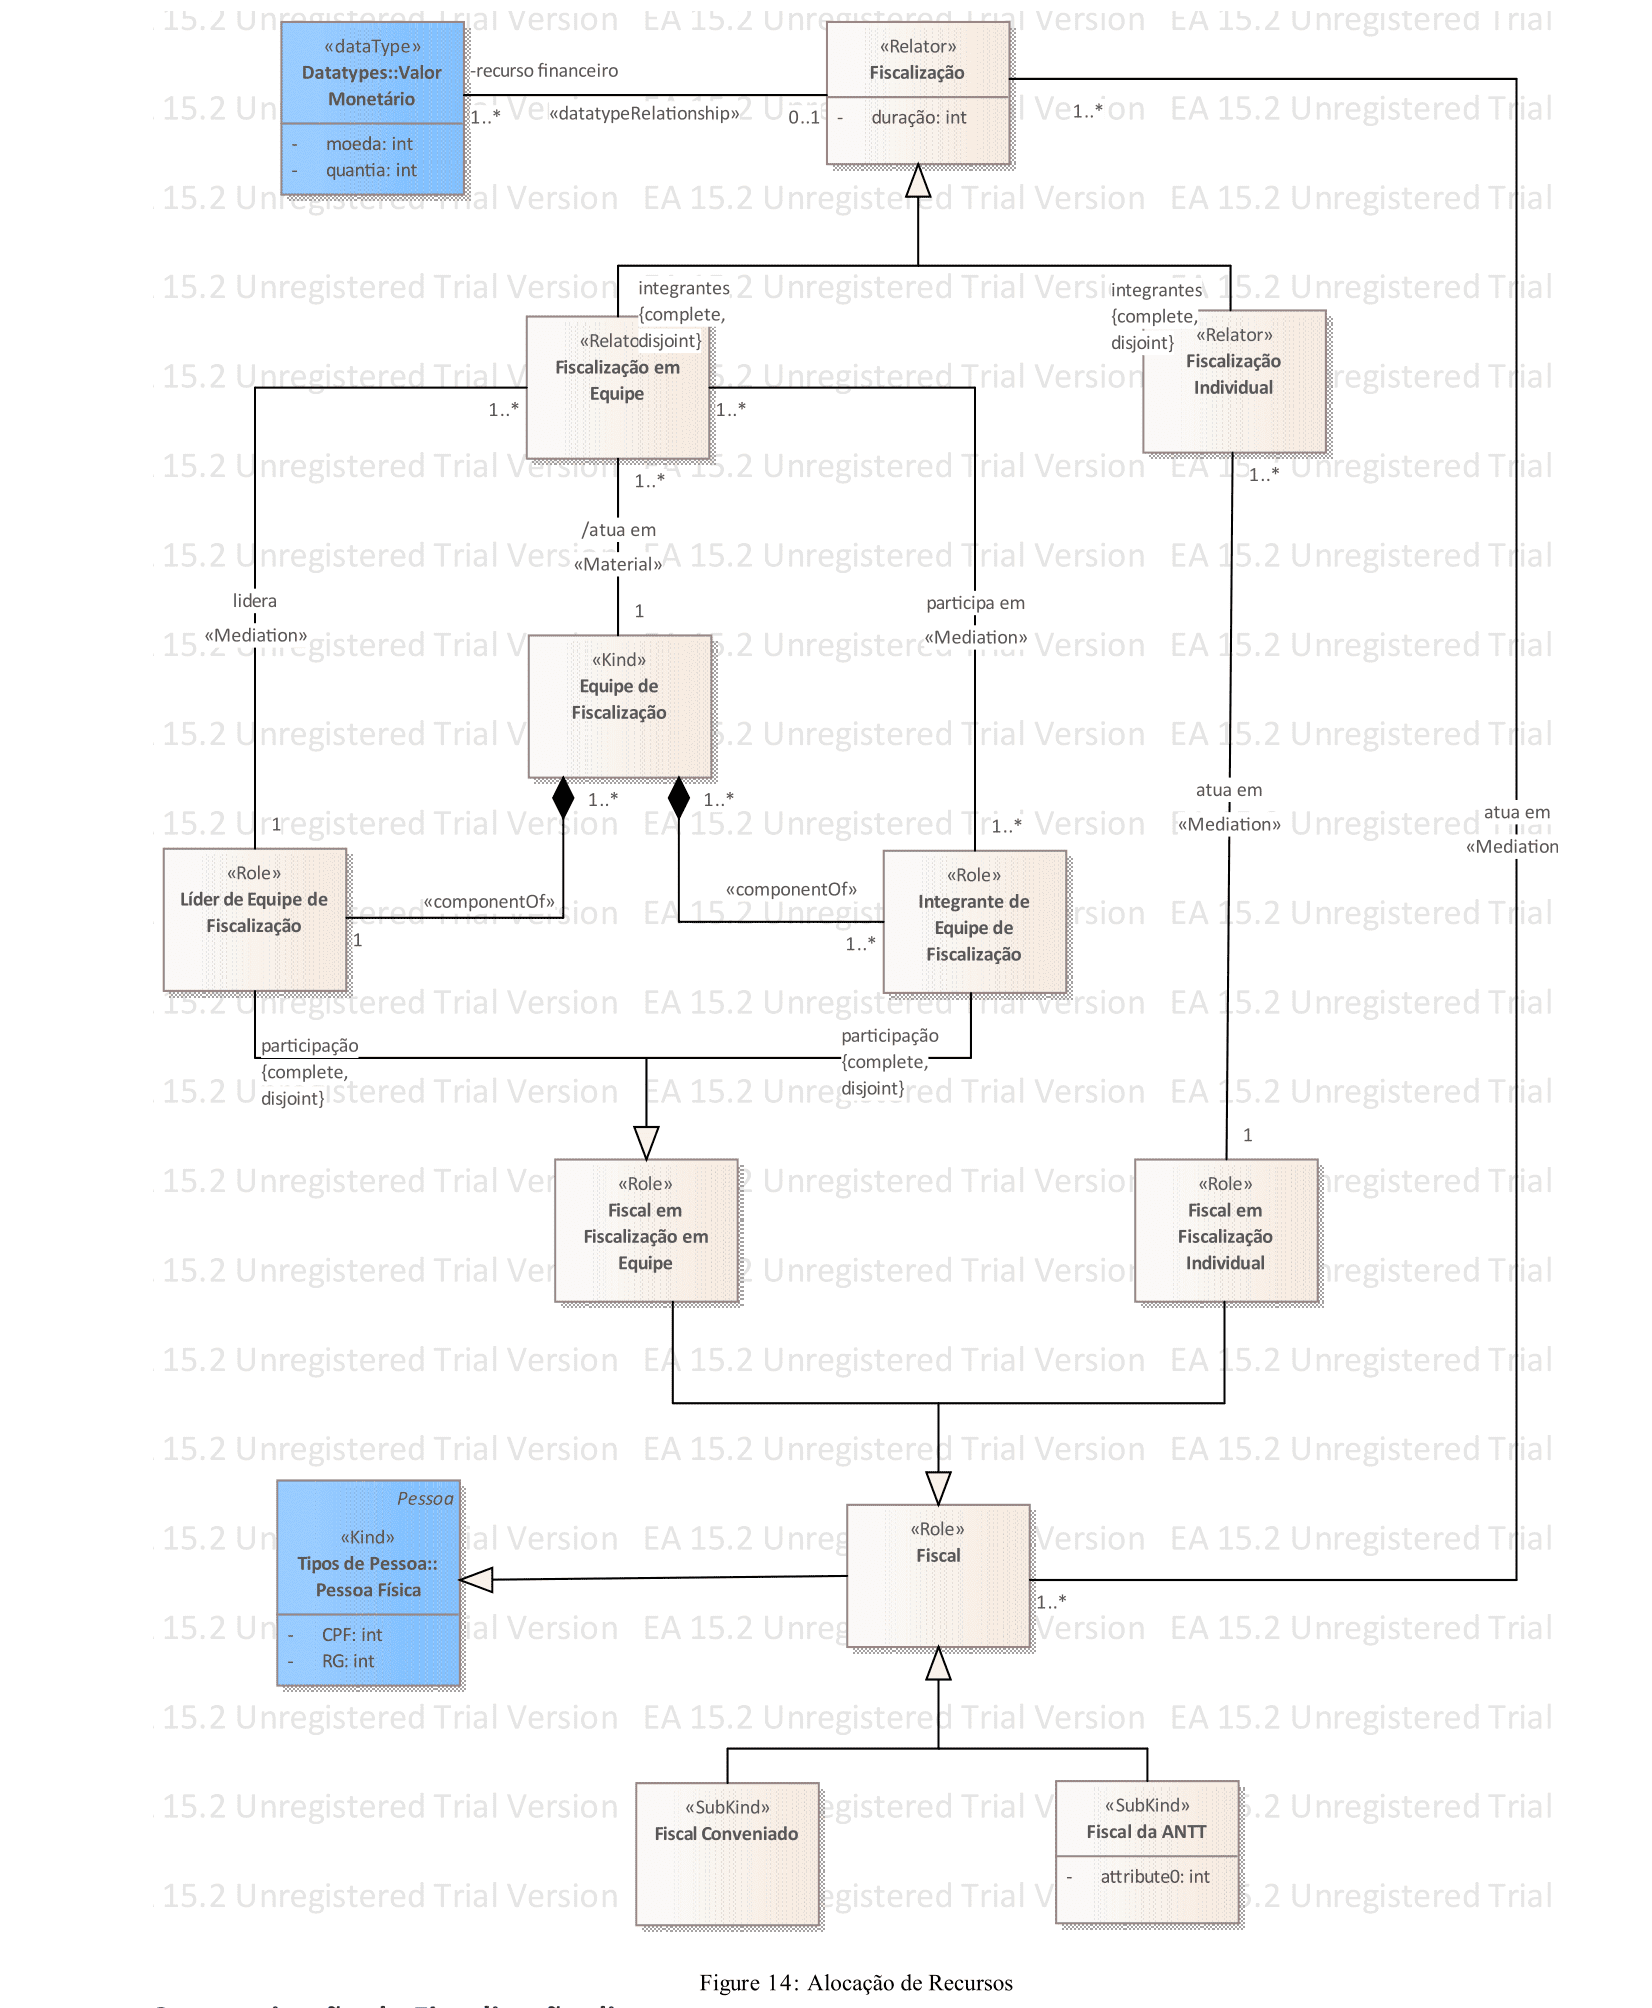 «dataType»
Datatypes::Valor
Monetário
- moeda: int
- quantia: int
-recurso financeiro
1..*
«datatypeRelationship»
0..1
«Relator»
Fiscalização
- duração: int
1..*
integrantes
{complete,
disjoint}
integrantes
{complete,
disjoint}
Fiscalização em
Equipe
«Relator»
Fiscalização
Individual
1..*
1..*
1..*
1..*
/atua em
«Material»
1
lidera
«Mediation»
participa em
«Mediation»
«Kind»
Equipe de
Fiscalização
1..*
1..*
atua em
«Mediation»
atua em
«Mediation
1
1..*
«Role»
Líder de Equipe de
Fiscalização
«componentOf»
1
«componentOf»
1..*
«Role»
Integrante de
Equipe de
Fiscalização
participação
{complete,
disjoint}
participação
{complete,
disjoint}
1
«Role»
Fiscal em
Fiscalização em
Equipe
«Role»
Fiscal em
Fiscalização
Individual
Pessoa
«Kind»
Tipos de Pessoa::
Pessoa Física
- CPF: int
- RG: int
«Role»
Fiscal
1..*
«SubKind»
Fiscal Conveniado
«SubKind»
Fiscal da ANTT
- attribute0: int
EA 15.2 Unregistered Trial Version
Figure 14: Alocação de Recursos